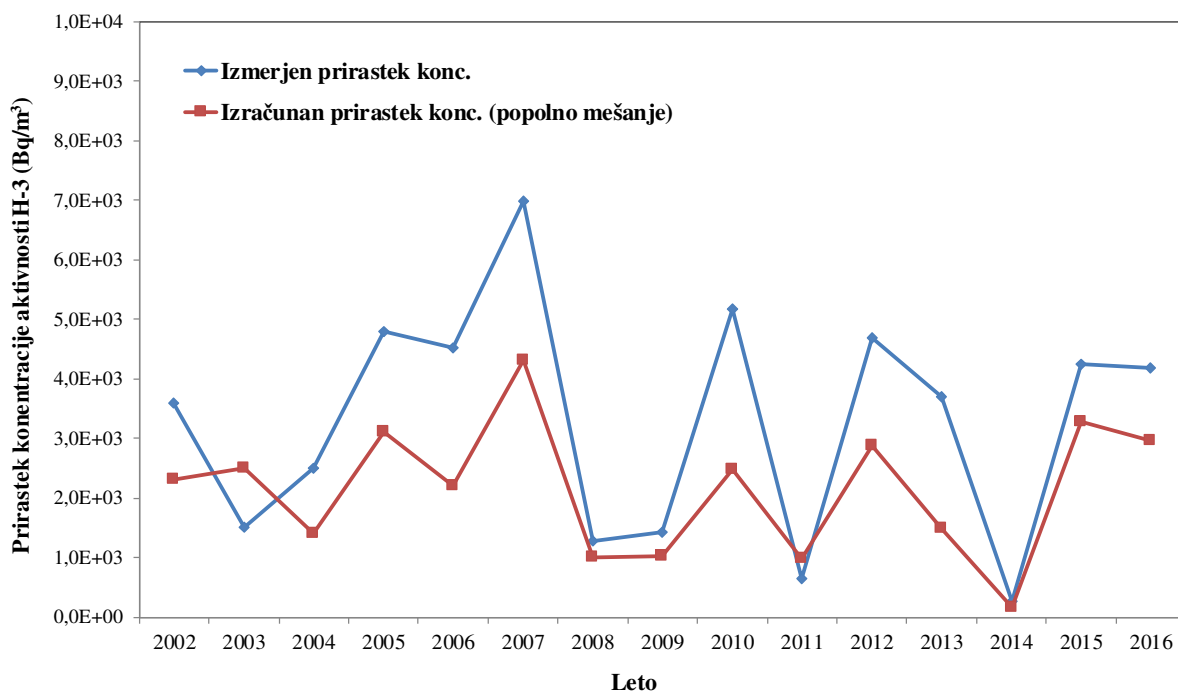 1,0E+04
9,0E+03
8,0E+03
7,0E+03
6,0E+03
5,0E+03
4,0E+03
3,0E+03
2,0E+03
1,0E+03
0,0E+00
Prirastek konentracije aktivnosti H-3 (Bq/m³)
Izmerjen prirastek konc.
Izračunan prirastek konc. (popolno mešanje)
2002 2003 2004 2005 2006 2007 2008 2009 2010 2011 2012 2013 2014 2015 2016
Leto